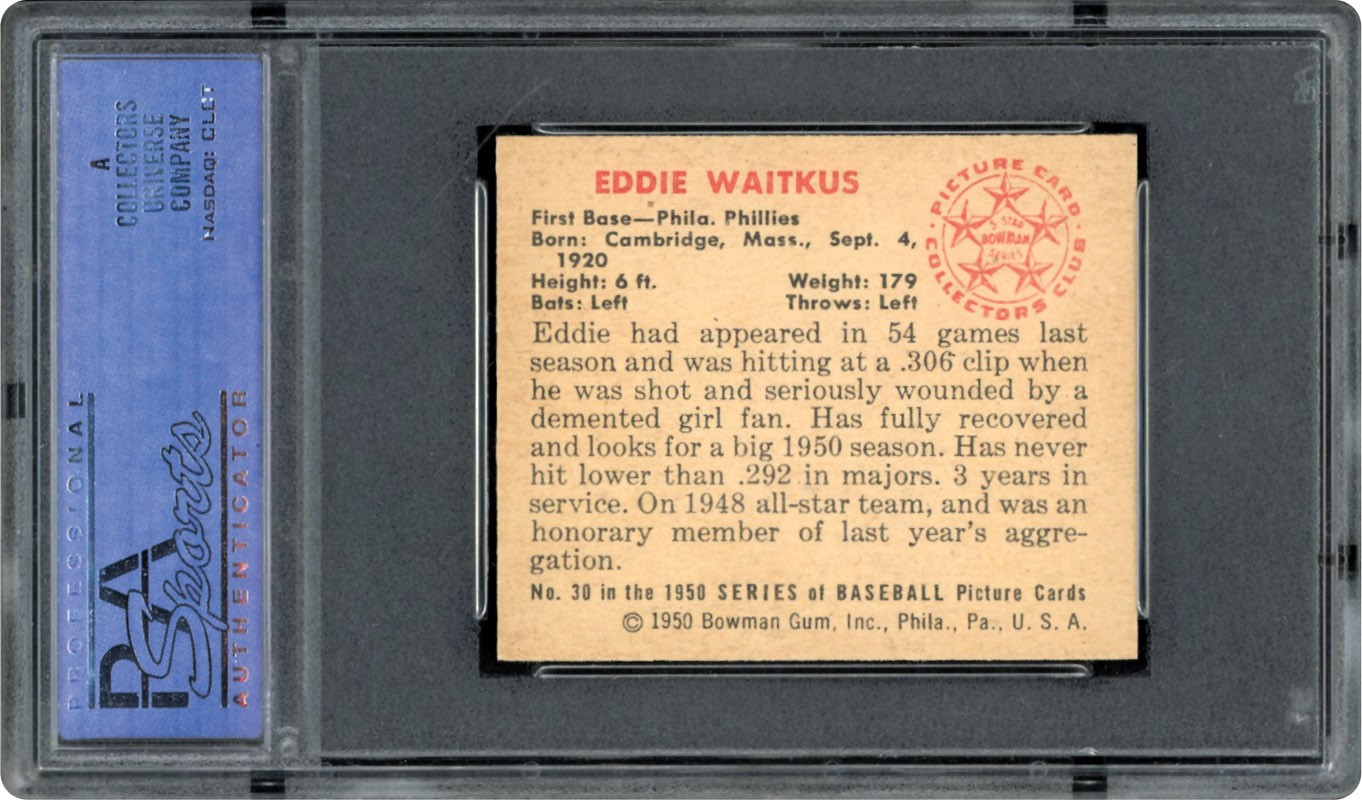 A
COLLECTORS
UNIVERSE
COMPANY
NASDAQ: CLCT
PROFESSIONAL
PSA
Sports
AUTHENTICATOR
EDDIE WAITKUS
First Base—Phila. Phillies
Born: Cambridge, Mass., Sept. 4,
1920
Height: 6 ft. Weight: 179
Bats: Left Throws: Left
PICTURE CARD
COLLECTORS CLUB
5 STAR
BOWMAN
SERIES
Eddie had appeared in 54 games last
season and was hitting at a .306 clip when
he was shot and seriously wounded by a
demented girl fan. Has fully recovered
and looks for a big 1950 season. Has never
hit lower than .292 in majors. 3 years in
service. On 1948 all-star team, and was an
honorary member of last year's aggre-
gation.
No. 30 in the 1950 SERIES of BASEBALL Picture Cards
© 1950 Bowman Gum, Inc., Phila., Pa., U. S. A.